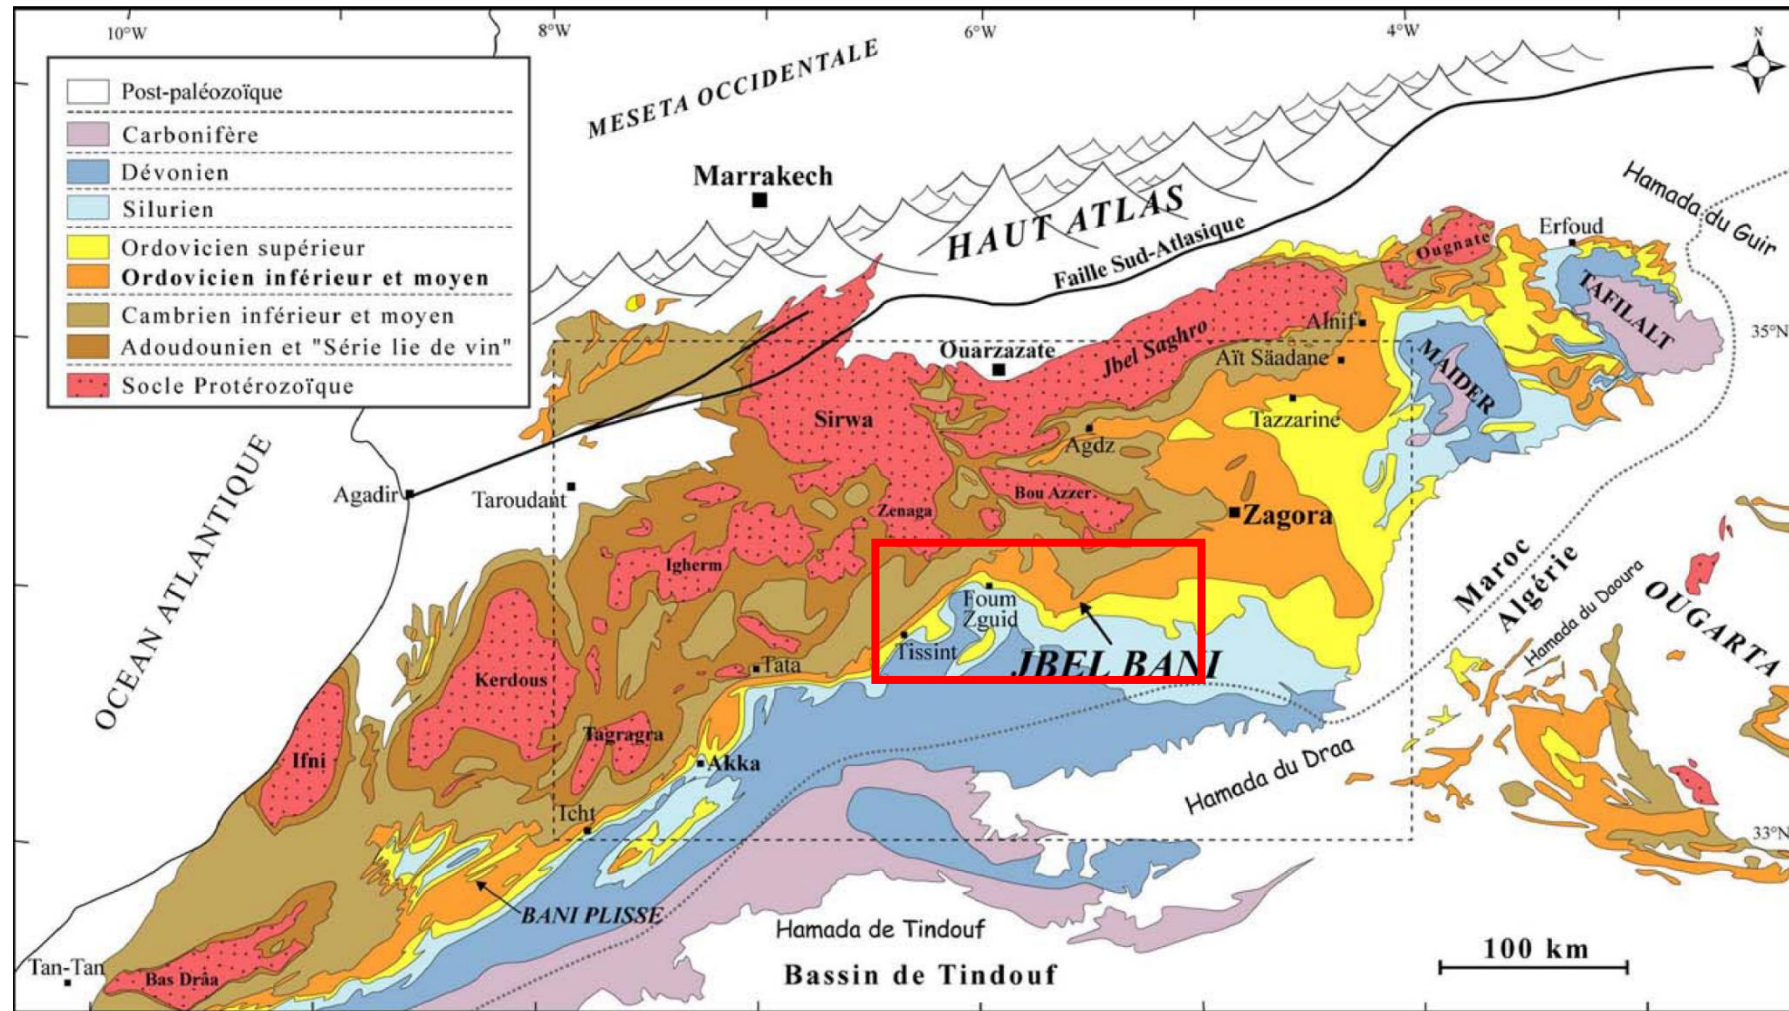 10°W
8°W
6°W
4°W
N
Post-paléozoïque
Carbonifère
Dévonien
Silurien
Ordovicien supérieur
Ordovicien inférieur et moyen
Cambrien inférieur et moyen
Adoudounien et "Série lie de vin"
Socle Protérozoïque
MESETA OCCIDENTALE
Marrakech
HAUT ATLAS
Faille Sud-Atlasique
Hamada du Guir
Erfoud
Ougnate
TAFILALT
Alnif
35°N
Ouarzazate
Jbel Saghro
Aït Säadane
MAIDER
Sirwa
Tazzarine
Agdz
OCEAN ATLANTIQUE
Agadir
Taroudant
Bou Azzer
Zenaga
Zagora
Igherm
Maroc
Algérie
Hamada du Daoura
OUGARTA
Foum
Zguid
Tissint
JBEL BANI
Tata
Kerdous
Tagragra
Ifni
Akka
Hamada du Draa
Icht
33°N
BANI PLISSE
Hamada de Tindouf
Bassin de Tindouf
100 km
Tan-Tan
Bas Drâa